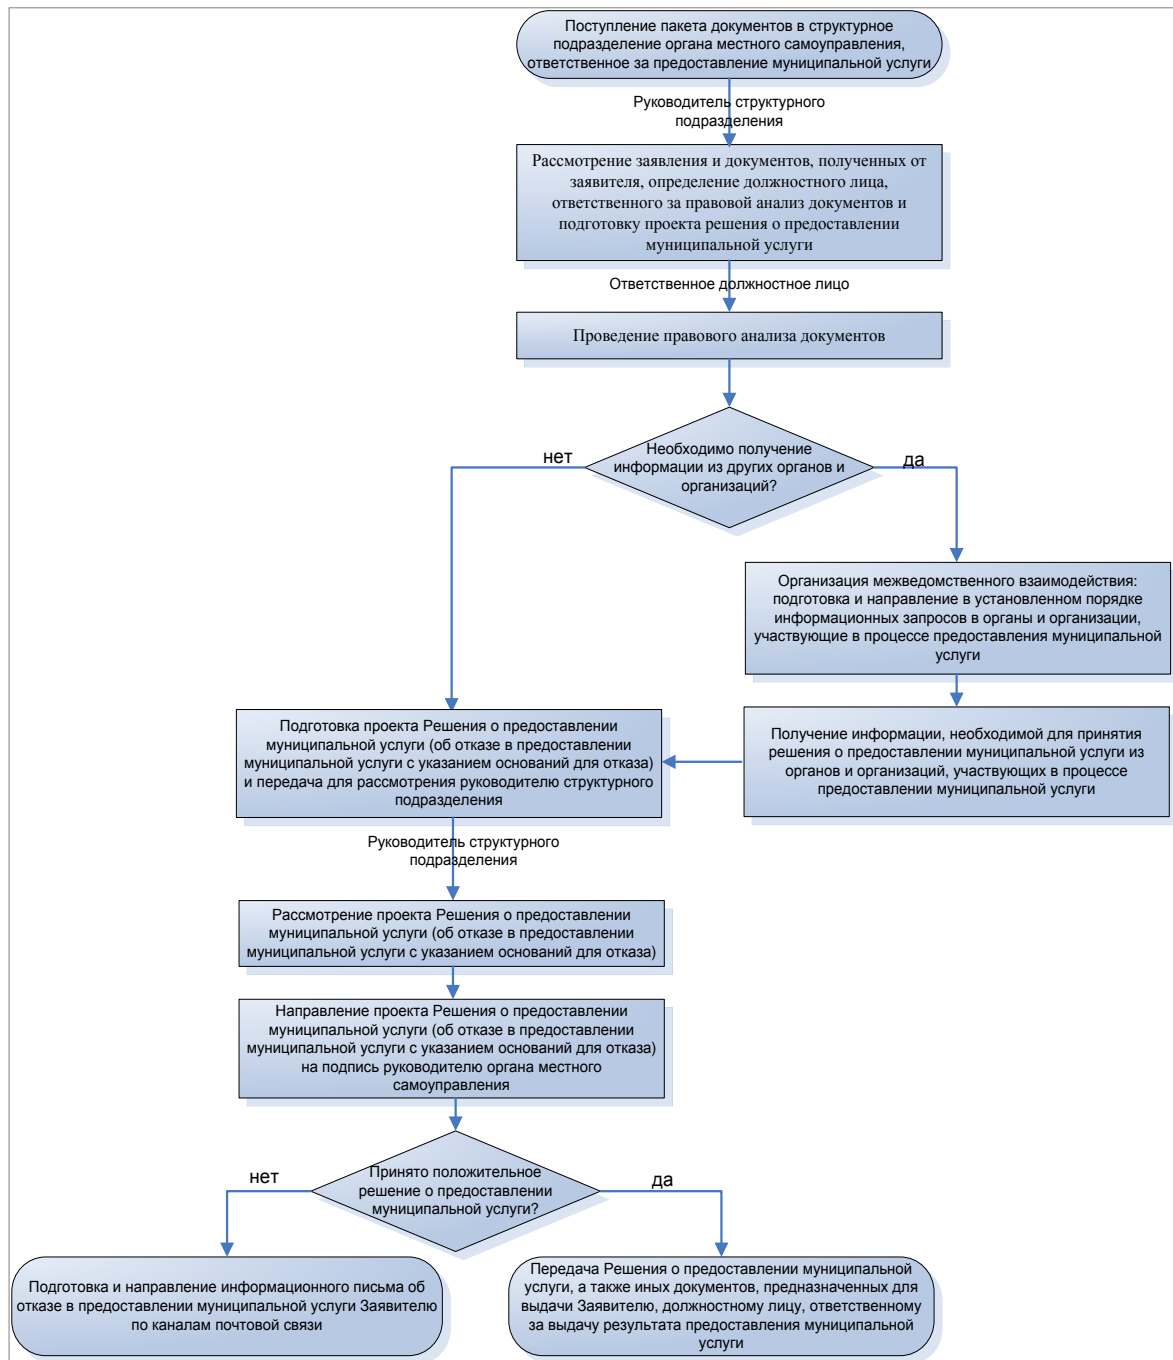 Поступление пакета документов в структурное
подразделение органа местного самоуправления,
ответственное за предоставление муниципальной услуги
Руководитель структурного
подразделения
Рассмотрение заявления и документов, полученных от
заявителя, определение должностного лица,
ответственного за правовой анализ документов и
подготовку проекта решения о предоставлении
муниципальной услуги
Ответственное должностное лицо
Проведение правового анализа документов
Необходимо получение
информации из других органов и
организаций?
нет
да
Организация межведомственного взаимодействия:
подготовка и направление в установленном порядке
информационных запросов в органы и организации,
участвующие в процессе предоставления муниципальной
услуги
Получение информации, необходимой для принятия
решения о предоставлении муниципальной услуги из
органов и организаций, участвующих в процессе
предоставлении муниципальной услуги
Подготовка проекта Решения о предоставлении
муниципальной услуги (об отказе в предоставлении
муниципальной услуги с указанием оснований для отказа)
и передача для рассмотрения руководителю структурного
подразделения
Руководитель структурного
подразделения
Рассмотрение проекта Решения о предоставлении
муниципальной услуги (об отказе в предоставлении
муниципальной услуги с указанием оснований для отказа)
Направление проекта Решения о предоставлении
муниципальной услуги (об отказе в предоставлении
муниципальной услуги с указанием оснований для отказа)
на подпись руководителю органа местного
самоуправления
Принято положительное
решение о предоставлении
муниципальной услуги?
нет
да
Подготовка и направление информационного письма об
отказе в предоставлении муниципальной услуги Заявителю
по каналам почтовой связи
Передача Решения о предоставлении муниципальной
услуги, а также иных документов, предназначенных для
выдачи Заявителю, должностному лицу, ответственному
за выдачу результата предоставления муниципальной
услуги